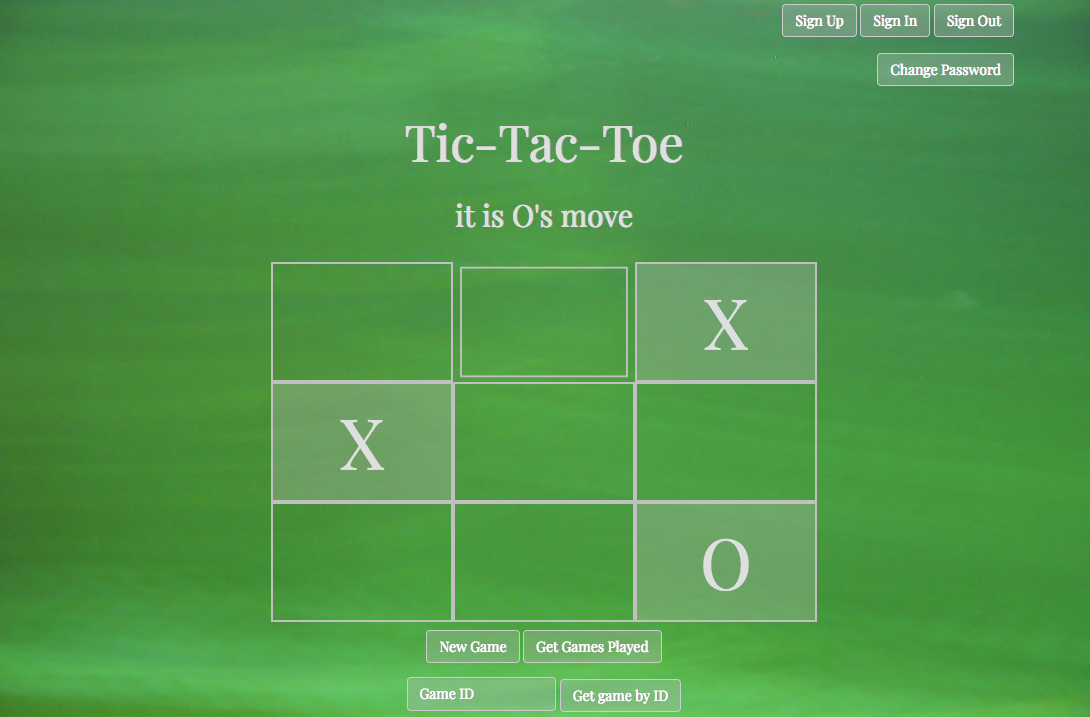 Sign Up Sign In Sign Out
Change Password
Tic-Tac-Toe
it is O's move
X
X
O
New Game Get Games Played
Game ID Get game by ID